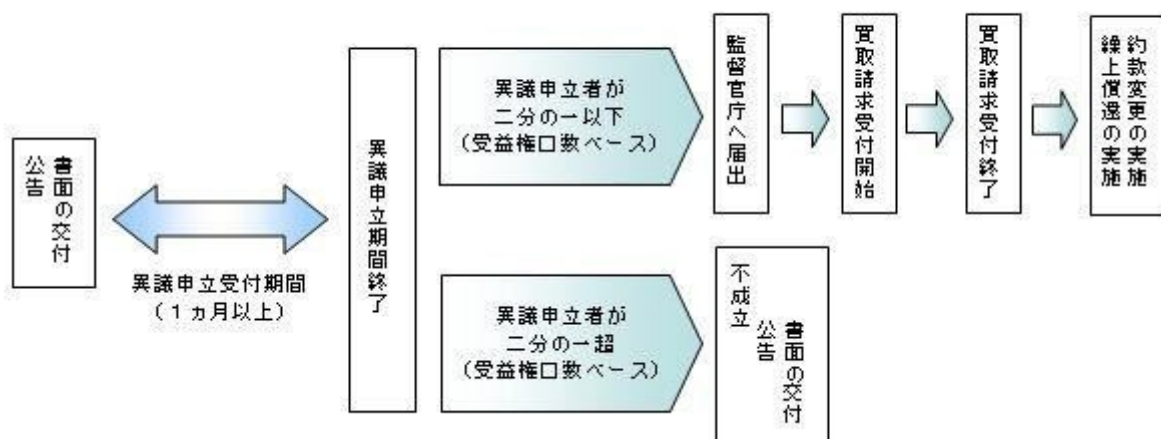 書面の交付
公告
異議申立受付期間
（１ヵ月以上）
異議申立期間終了
異議申立者が
二分の一以下
（受益権口数ベース）
監督官庁へ届出
買取請求受付開始
買取請求受付終了
約款変更の実施
繰上償還の実施
異議申立者が
二分の一超
（受益権口数ベース）
不成立
書面の交付
公告